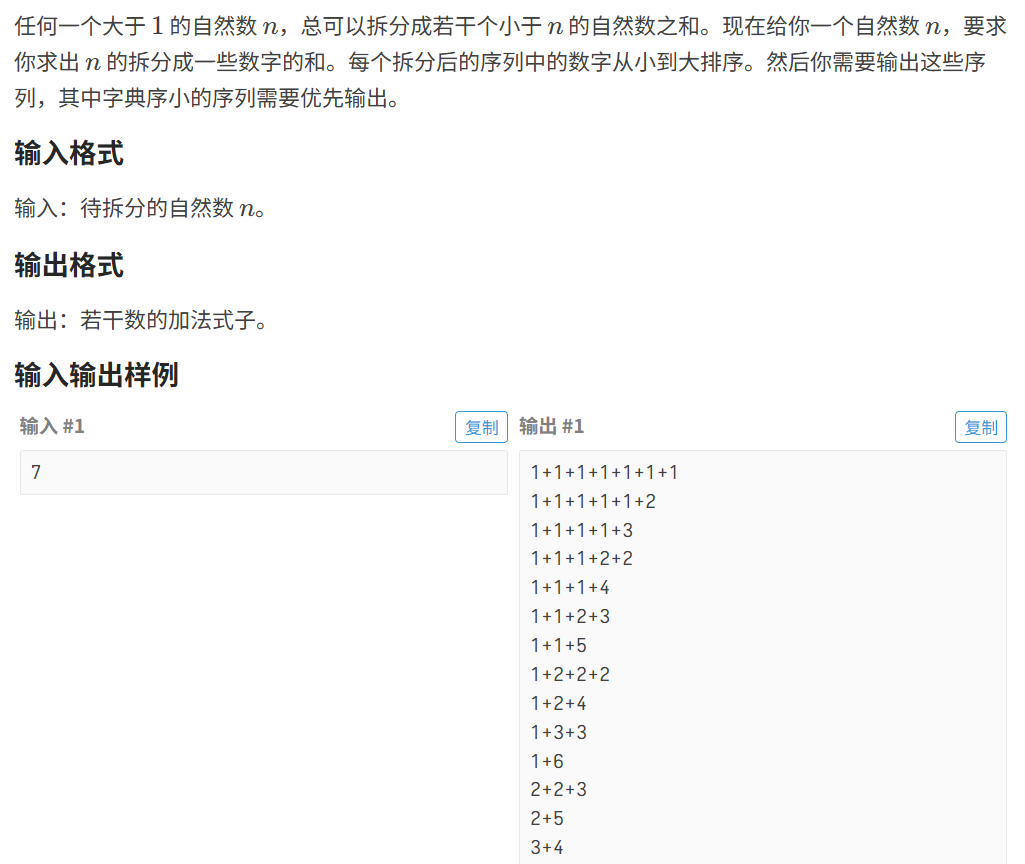 任何一个大于 1 的自然数 n，总可以拆分成若干个小于 n 的自然数之和。现在给你一个自然数 n，要求
你求出 n 的拆分成一些数字的和。每个拆分后的序列中的数字从小到大排序。然后你需要输出这些序
列，其中字典序小的序列需要优先输出。
输入格式
输入：待拆分的自然数 n。
输出格式
输出：若干数的加法式子。
输入输出样例
输入 #1
复制
7
输出 #1
复制
1+1+1+1+1+1+1
1+1+1+1+1+2
1+1+1+1+3
1+1+1+2+2
1+1+1+4
1+1+2+3
1+1+5
1+2+2+2
1+2+4
1+3+3
1+6
2+2+3
2+5
3+4